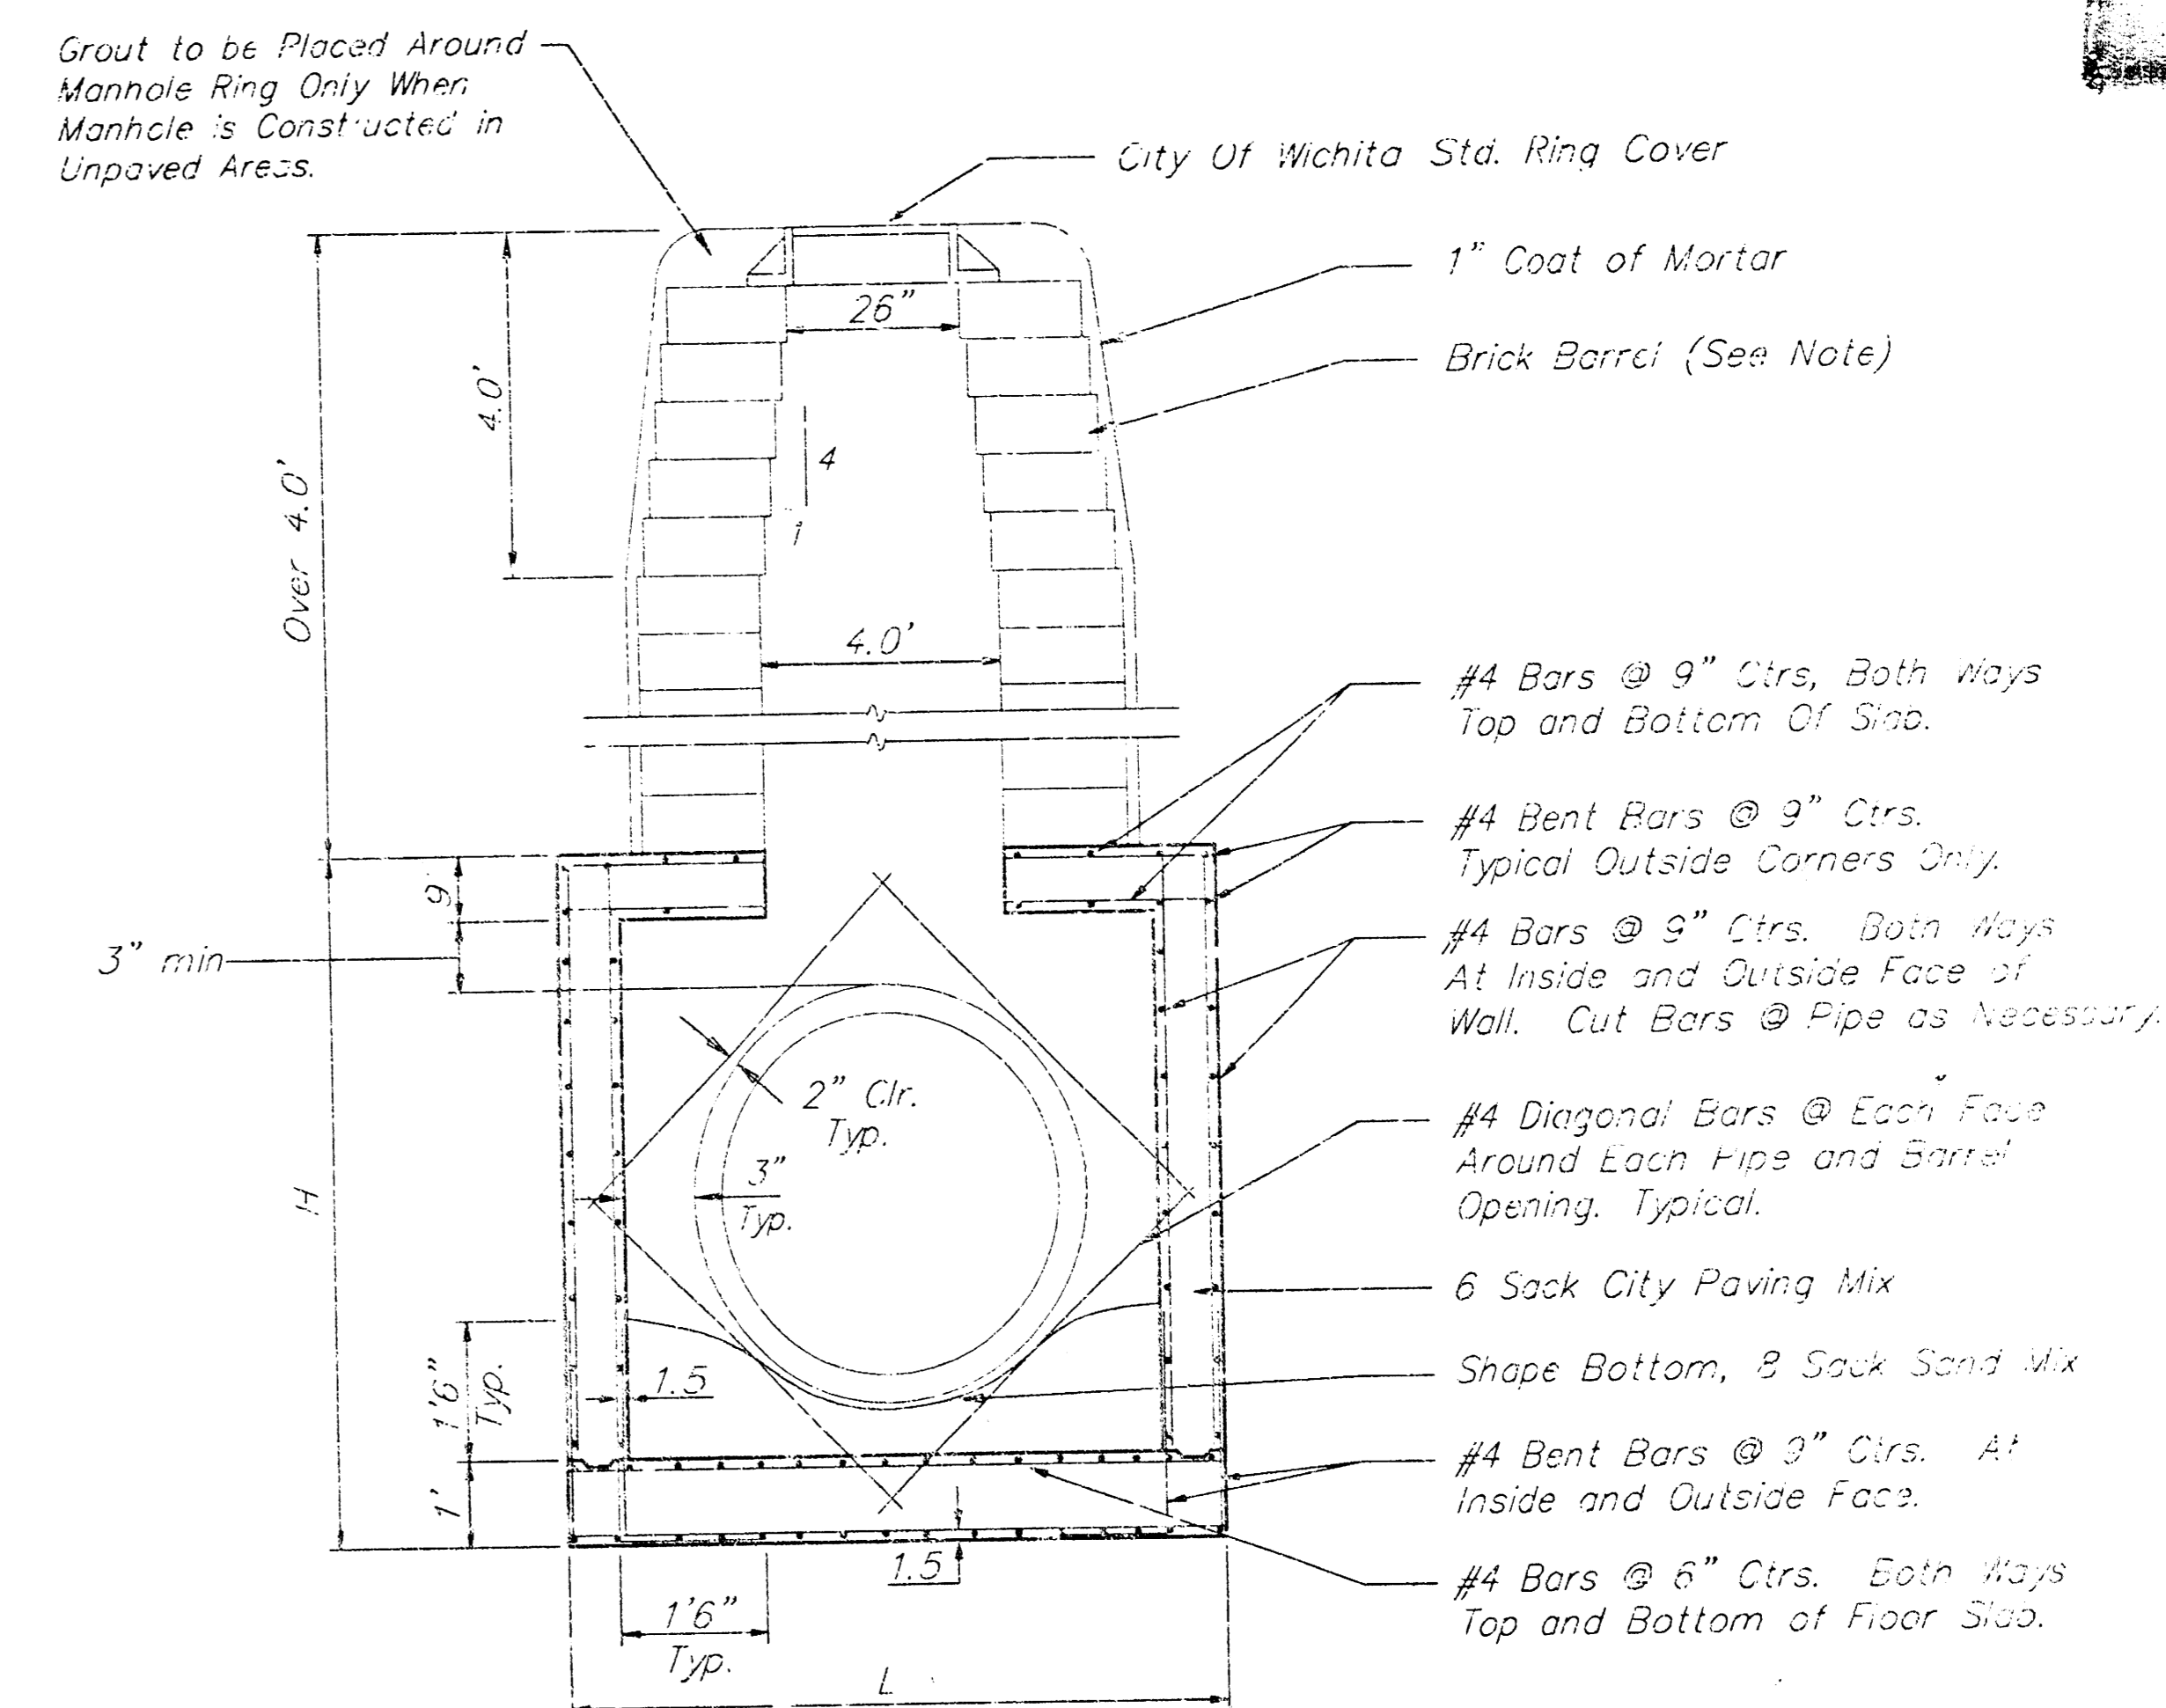 Grout to be Placed Around
Manhole Ring Only When
Manhole is Constructed in
Unpaved Areas.
City Of Wichita Std. Ring Cover
1" Coat of Mortar
26"
Brick Barrel (See Note)
4.0'
4
1
Over 4.0'
4.0'
#4 Bars @ 9" Ctrs, Both Ways
Top and Bottom Of Slab.
#4 Bent Bars @ 9" Ctrs.
Typical Outside Corners Only.
9"
3" min
#4 Bars @ 9" Ctrs. Both Ways
At Inside and Outside Face of
Wall. Cut Bars @ Pipe as Necessary.
2" Clr.
Typ.
#4 Diagonal Bars @ Each Face
Around Each Pipe and Barrel
Opening. Typical.
3"
Typ.
H
6 Sack City Paving Mix
1'6"
Typ.
1.5
Shape Bottom, 8 Sack Sand Mix
#4 Bent Bars @ 9" Ctrs. At
Inside and Outside Face.
1'
1.5
#4 Bars @ 6" Ctrs. Both Ways
Top and Bottom of Floor Slab.
1'6"
Typ.
L